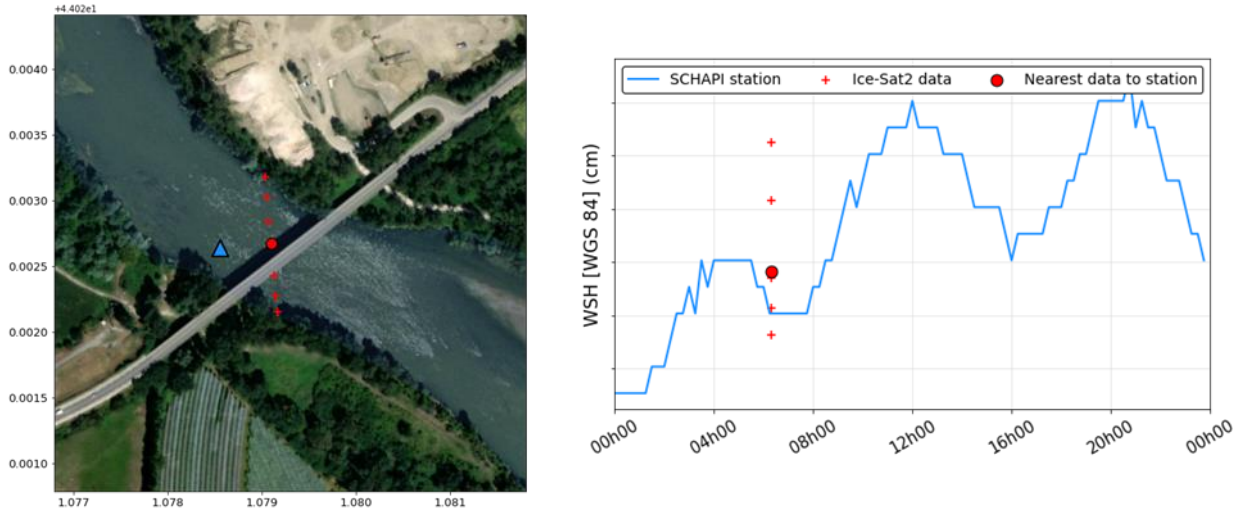 +4.402e1
0.0040
0.0035
0.0030
0.0025
0.0020
0.0015
0.0010
1.077 1.078 1.079 1.080 1.081
SCHAPI station Ice-Sat2 data Nearest data to station
WSH [WGS 84] (cm)
00h00 04h00 08h00 12h00 16h00 20h00 00h00